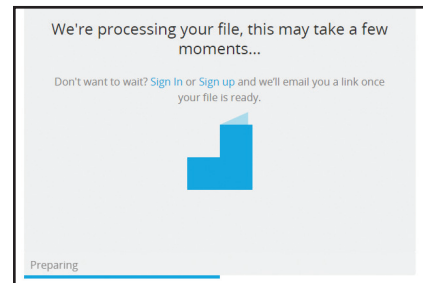 We're processing your file, this may take a few
moments...
Don't want to wait? Sign In or Sign up and we'll email you a link once
your file is ready.
Preparing